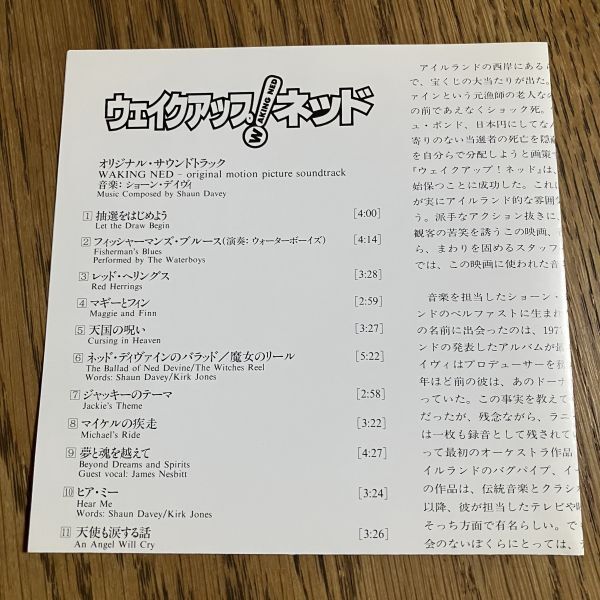 ウェイクアップ!ネッド
WAKING NED
オリジナル・サウンドトラック
WAKING NED – original motion picture soundtrack
音楽：ショーン・デイヴィ
Music Composed by Shaun Davey
1 抽選をはじめよう [4:00]
Let the Draw Begin
2 フィッシャーマンズ・ブルース(演奏：ウォーターボーイズ) [4:14]
Fisherman's Blues
Performed by The Waterboys
3 レッド・ヘリングス [3:28]
Red Herrings
4 マギーとフィン [2:59]
Maggie and Finn
5 天国の呪い [3:27]
Cursing in Heaven
6 ネッド・ディヴァインのバラッド／魔女のリール [5:22]
The Ballad of Ned Devine/The Witches Reel
Words: Shaun Davey/Kirk Jones
7 ジャッキーのテーマ [2:58]
Jackie's Theme
8 マイケルの疾走 [3:22]
Michael's Ride
9 夢と魂を越えて [4:27]
Beyond Dreams and Spirits
Guest vocal: James Nesbitt
10 ヒア・ミー [3:24]
Hear Me
Words: Shaun Davey/Kirk Jones
11 天使も涙する話 [3:26]
An Angel Will Cry
アイルランドの西岸にある
で、宝くじの大当たりが出た。
ァインという元漁師の老人な
の前であえなくショック死。
ュ・ポンド、日本円にしてな
寄りのない当選者の死亡を隠
を自分らで分配しようと画策
『ウェイクアップ！ネッド』は、
始保つことに成功した。これ
が実にアイルランド的な雰囲気
う。派手なアクション抜きに、
観客の苦笑を誘うこの映画、
ら、まわりを固めるスタッフ
では、この映画に使われた音
音楽を担当したショーン・
ンドのベルファストに生まれ
の名前に出会ったのは、197
ンドの発表したアルバムが最
イヴィはプロデューサーを務
年ほど前の彼は、あのドーナ
っていた。この事実を教えて
だったが、残念ながら、ラニ
は一枚も録音として残されてい
って最初のオーケストラ作品
イルランドのバグパイプ、イー
の作品は、伝統音楽とクラシ
以降、彼が担当したテレビや
そっち方面で有名らしい。で
会のないぼくらにとっては、